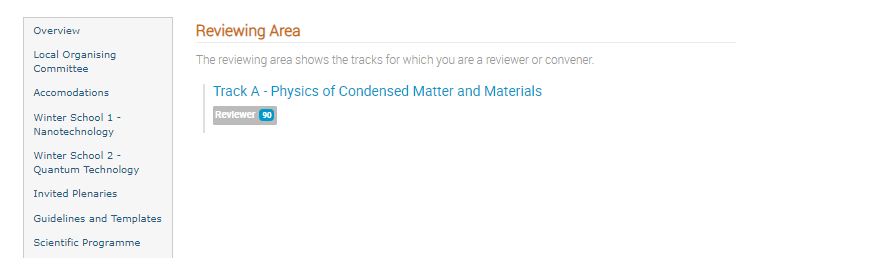 Overview
Local Organising
Committee
Accomodations
Winter School 1 -
Nanotechnology
Winter School 2 -
Quantum Technology
Invited Plenaries
Guidelines and Templates
Scientific Programme
Reviewing Area
The reviewing area shows the tracks for which you are a reviewer or convener.
Track A - Physics of Condensed Matter and Materials
Reviewer 90